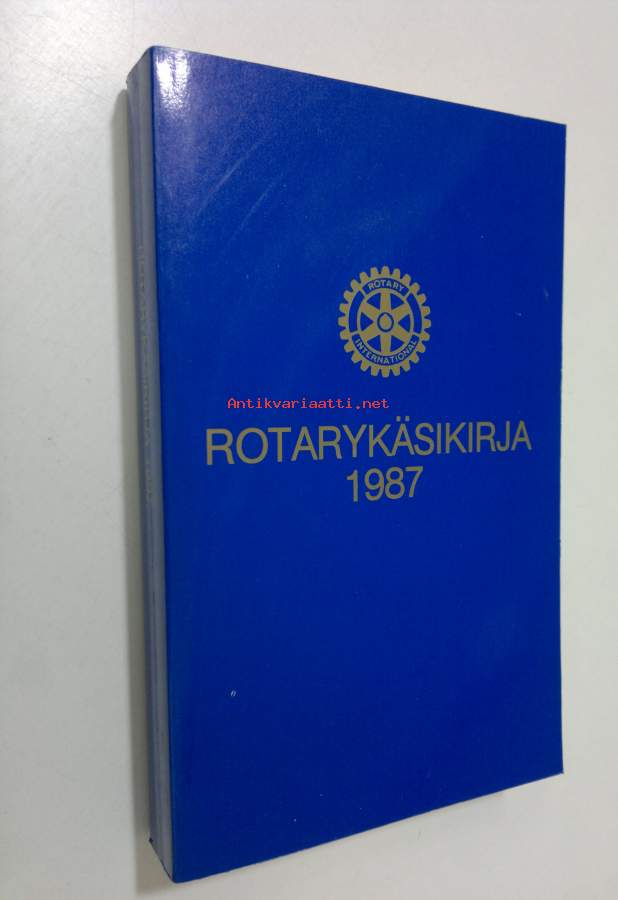 ROTARY
INTERNATIONAL
Antikvariaatti.net
ROTARYKÄSIKIRJA
1987